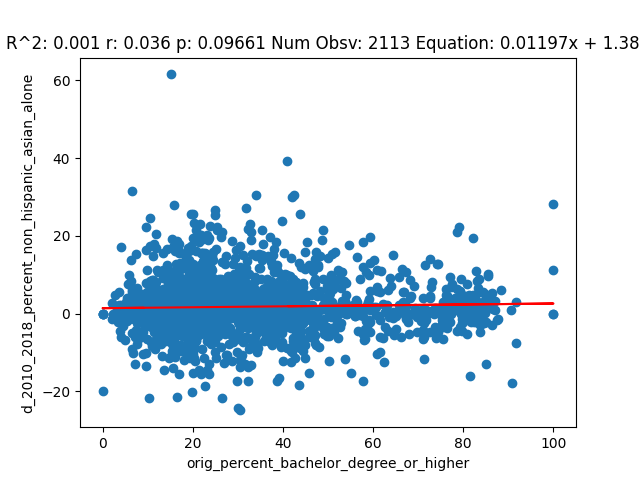 R^2: 0.001 r: 0.036 p: 0.09661 Num Obsv: 2113 Equation: 0.01197x + 1.38
d_2010_2018_percent_non_hispanic_asian_alone
60
40
20
0
−20
0 20 40 60 80 100
orig_percent_bachelor_degree_or_higher